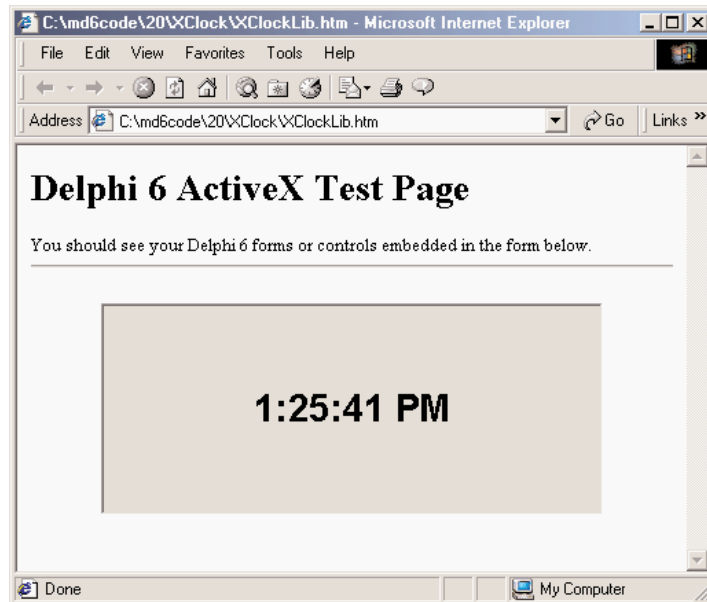 C:\md6code\20\XClock\XClockLib.htm - Microsoft Internet Explorer
File Edit View Favorites Tools Help
Address C:\md6code\20\XClock\XClockLib.htm Go Links »
Delphi 6 ActiveX Test Page
You should see your Delphi 6 forms or controls embedded in the form below.
1:25:41 PM
Done My Computer